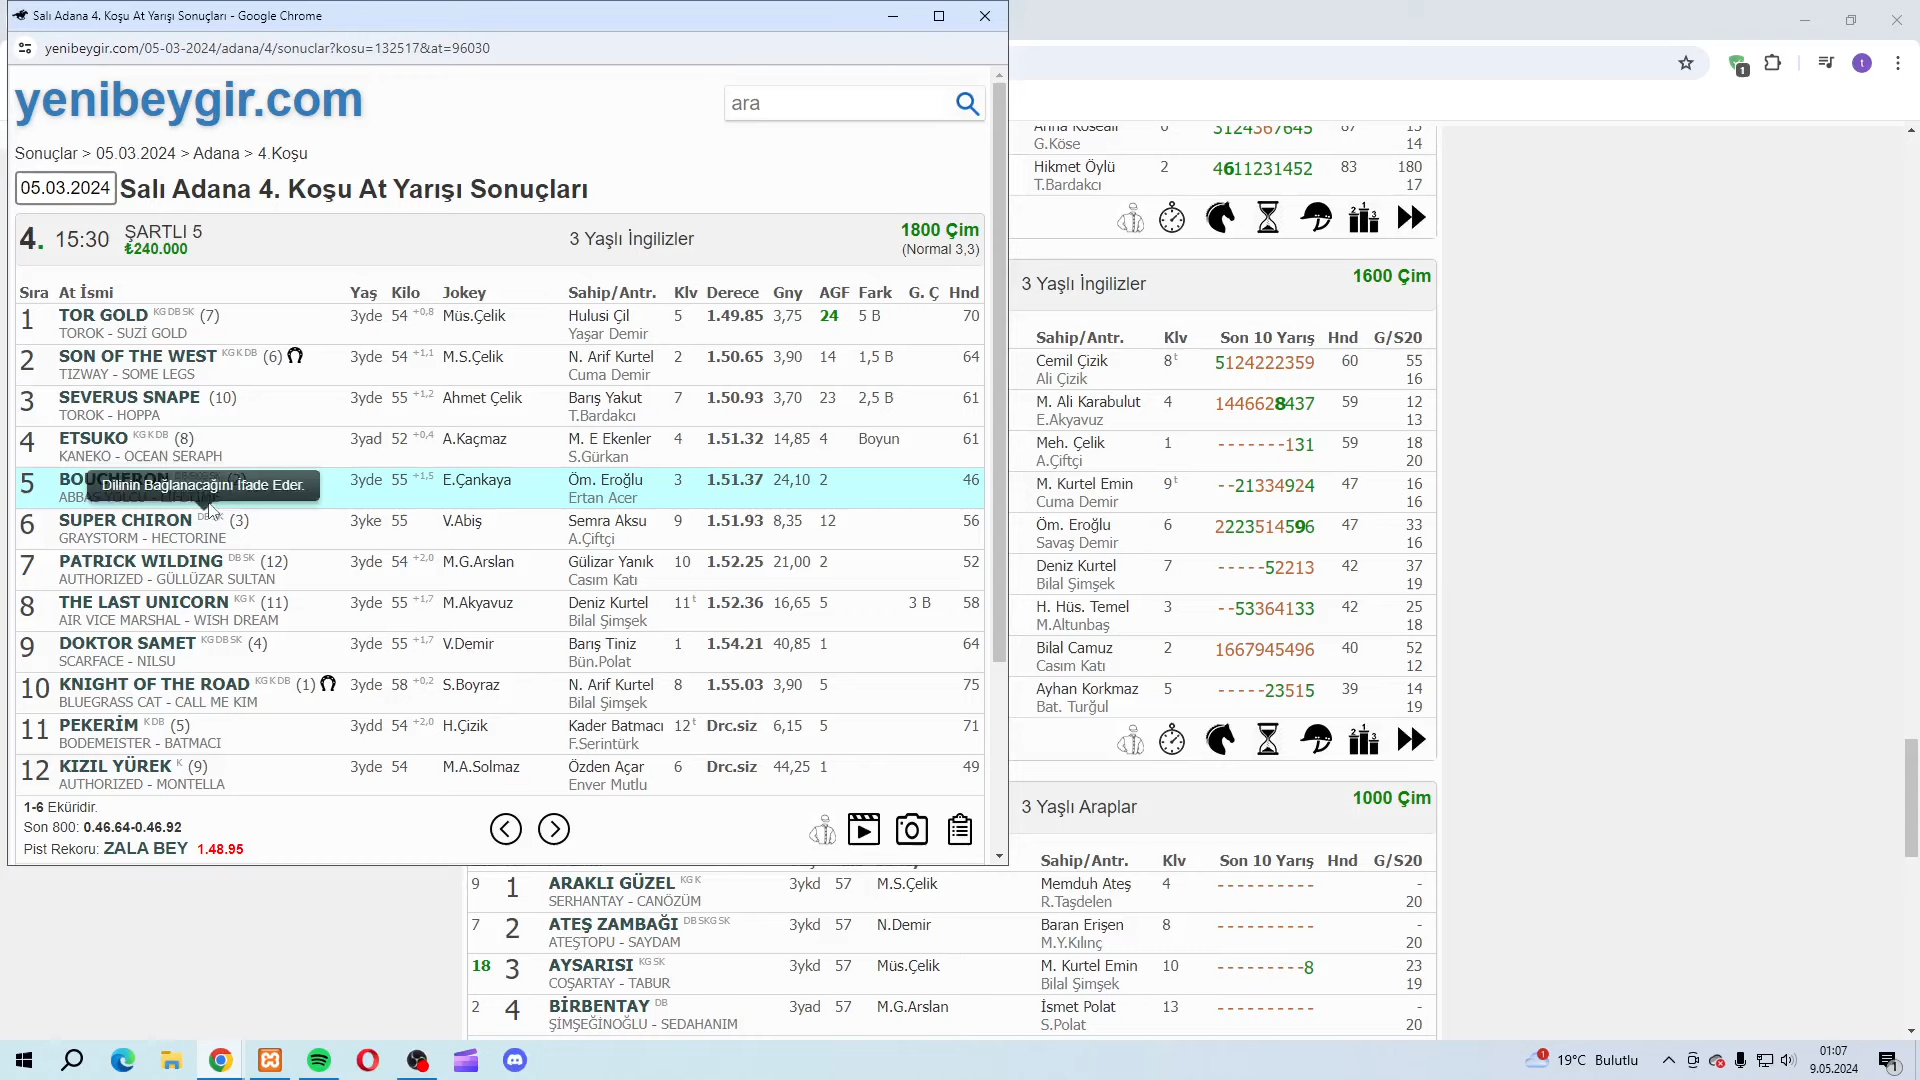 Salı Adana 4. Koşu At Yarışı Sonuçları - Google Chrome
yenibeygir.com/05-03-2024/adana/4/sonuclar?kosu=132517&at=96030
yenibeygir.com
ara
Sonuçlar > 05.03.2024 > Adana > 4.Koşu
05.03.2024 Salı Adana 4. Koşu At Yarışı Sonuçları
4. 15:30 ŞARTLI 5 3 Yaşlı İngilizler 1800 Çim
₺240.000 (Normal 3,3)
Sıra At İsmi Yaş Kilo Jokey Sahip/Antr. Klv Derece Gny AGF Fark G. Ç Hnd
1 TOR GOLD KG DB SK (7) 3yde 54 +0,8 Müs.Çelik Hulusi Çil 5 1.49.85 3,75 24 5 B 70
TOROK - SUZİ GOLD Yaşar Demir
2 SON OF THE WEST KG K DB (6) 3yde 54 +1,1 M.S.Çelik N. Arif Kurtel 2 1.50.65 3,90 14 1,5 B 64
TIZWAY - SOME LEGS Cuma Demir
3 SEVERUS SNAPE (10) 3yde 55 +1,2 Ahmet Çelik Barış Yakut 7 1.50.93 3,70 23 2,5 B 61
TOROK - HOPPA T.Bardakcı
4 ETSUKO KG K DB (8) 3yad 52 +0,4 A.Kaçmaz M. E Ekenler 4 1.51.32 14,85 4 Boyun 61
KANEKO - OCEAN SERAPH S.Gürkan
5 BOUCHERON 3yde 55 +1,5 E.Çankaya Öm. Eroğlu 3 1.51.37 24,10 2 46
Dilinin Bağlanacağını İfade Eder.
ABBAS YOLCU Ertan Acer
6 SUPER CHIRON (3) 3yke 55 V.Abiş Semra Aksu 9 1.51.93 8,35 12 56
GRAYSTORM - HECTORINE A.Çiftçi
7 PATRICK WILDING DB SK (12) 3yde 54 +2,0 M.G.Arslan Gülizar Yanık 10 1.52.25 21,00 2 52
AUTHORIZED - GÜLLÜZAR SULTAN Casım Katı
8 THE LAST UNICORN KG K (11) 3yde 55 +1,7 M.Akyavuz Deniz Kurtel 11t 1.52.36 16,65 5 3 B 58
AIR VICE MARSHAL - WISH DREAM Bilal Şimşek
9 DOKTOR SAMET KG DB SK (4) 3yde 55 +1,7 V.Demir Barış Tiniz 1 1.54.21 40,85 1 64
SCARFACE - NILSU Bün.Polat
10 KNIGHT OF THE ROAD KG K DB (1) 3yde 58 +0,2 S.Boyraz N. Arif Kurtel 8 1.55.03 3,90 5 75
BLUEGRASS CAT - CALL ME KIM Bilal Şimşek
11 PEKERİM K DB (5) 3ydd 54 +2,0 H.Çizik Kader Batmacı 12t Drc.siz 6,15 5 71
BODEMEISTER - BATMACI F.Serintürk
12 KIZIL YÜREK K (9) 3yde 54 M.A.Solmaz Özden Açar 6 Drc.siz 44,25 1 49
AUTHORIZED - MONTELLA Enver Mutlu
1-6 Eküridir.
Son 800: 0.46.64-0.46.92
Pist Rekoru: ZALA BEY 1.48.95
G.Köse 14
Hikmet Öylü 2 4611231452 83 180
T.Bardakcı 17
3 Yaşlı İngilizler 1600 Çim
Sahip/Antr. Klv Son 10 Yarış Hnd G/S20
Cemil Çizik 8t 5124222359 60 55
Ali Çizik 16
M. Ali Karabulut 4 1446628437 59 12
E.Akyavuz 13
Meh. Çelik 1 -------131 59 18
A.Çiftçi 20
M. Kurtel Emin 9t --21334924 47 16
Cuma Demir 16
Öm. Eroğlu 6 2223514596 47 33
Savaş Demir 16
Deniz Kurtel 7 -----52213 42 37
Bilal Şimşek 19
H. Hüs. Temel 3 --53364133 42 25
M.Altunbaş 18
Bilal Camuz 2 1667945496 40 52
Casım Katı 12
Ayhan Korkmaz 5 -----23515 39 14
Bat. Turğul 19
3 Yaşlı Araplar 1000 Çim
Sahip/Antr. Klv Son 10 Yarış Hnd G/S20
9 1 ARAKLI GÜZEL KG K 3ykd 57 M.S.Çelik Memduh Ateş 4 ---------- -
SERHANTAY - CANÖZÜM R.Taşdelen 20
7 2 ATEŞ ZAMBAĞI DB SKG SK 3ykd 57 N.Demir Baran Erişen 8 ---------- -
ATEŞTOPU - SAYDAM M.Y.Kılınç 20
18 3 AYSARISI KG SK 3ykd 57 Müs.Çelik M. Kurtel Emin 10 ---------8 23
COŞARTAY - TABUR Bilal Şimşek 19
2 4 BİRBENTAY DB 3yad 57 M.G.Arslan İsmet Polat 13 ---------- -
ŞİMŞEĞİNOĞLU - SEDAHANIM S.Polat 20
19°C Bulutlu
01:07
9.05.2024